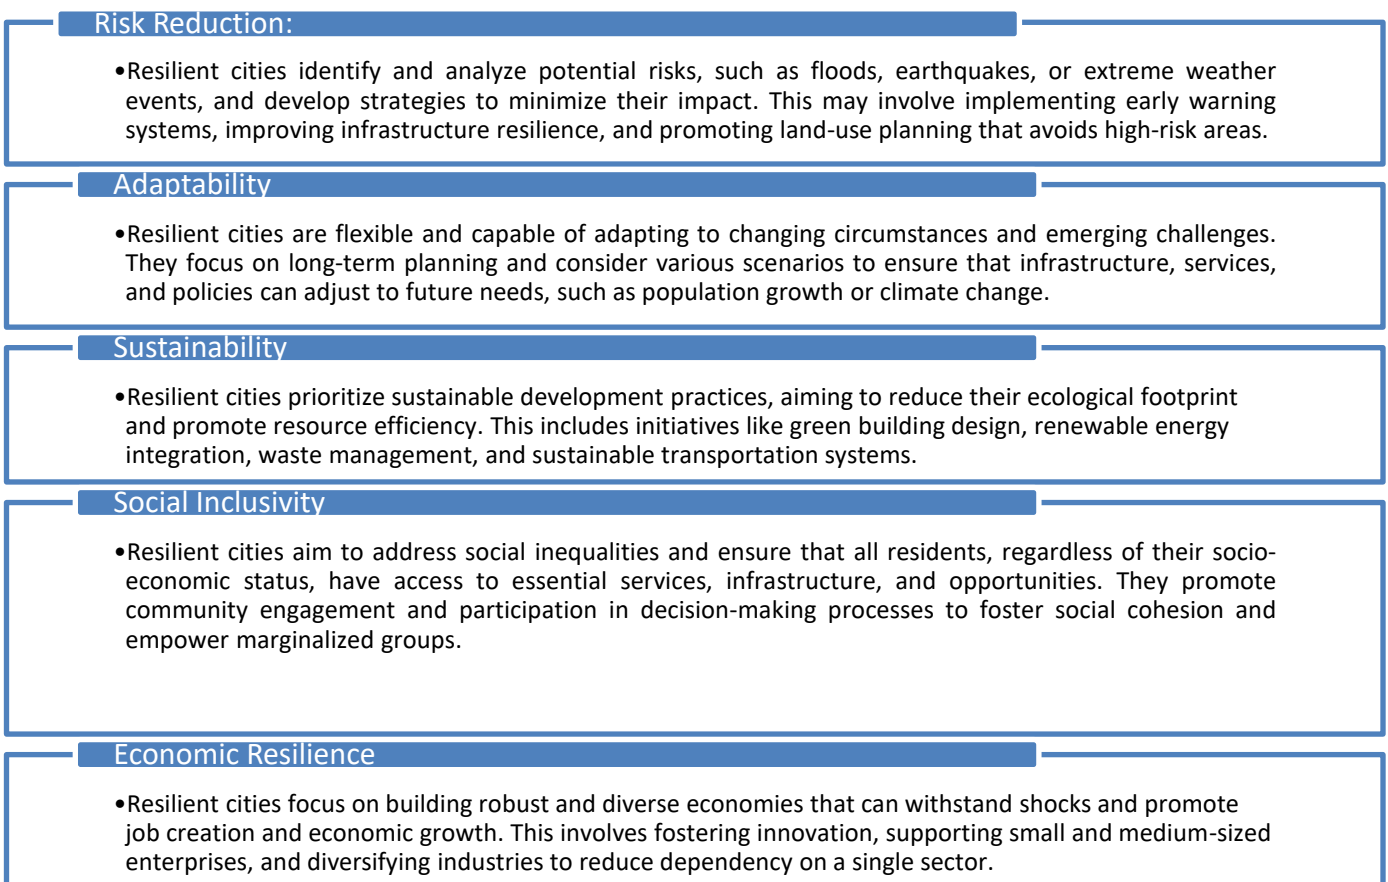 Risk Reduction:
•Resilient cities identify and analyze potential risks, such as floods, earthquakes, or extreme weather
events, and develop strategies to minimize their impact. This may involve implementing early warning
systems, improving infrastructure resilience, and promoting land-use planning that avoids high-risk areas.
Adaptability
•Resilient cities are flexible and capable of adapting to changing circumstances and emerging challenges.
They focus on long-term planning and consider various scenarios to ensure that infrastructure, services,
and policies can adjust to future needs, such as population growth or climate change.
Sustainability
•Resilient cities prioritize sustainable development practices, aiming to reduce their ecological footprint
and promote resource efficiency. This includes initiatives like green building design, renewable energy
integration, waste management, and sustainable transportation systems.
Social Inclusivity
•Resilient cities aim to address social inequalities and ensure that all residents, regardless of their socio-
economic status, have access to essential services, infrastructure, and opportunities. They promote
community engagement and participation in decision-making processes to foster social cohesion and
empower marginalized groups.
Economic Resilience
•Resilient cities focus on building robust and diverse economies that can withstand shocks and promote
job creation and economic growth. This involves fostering innovation, supporting small and medium-sized
enterprises, and diversifying industries to reduce dependency on a single sector.